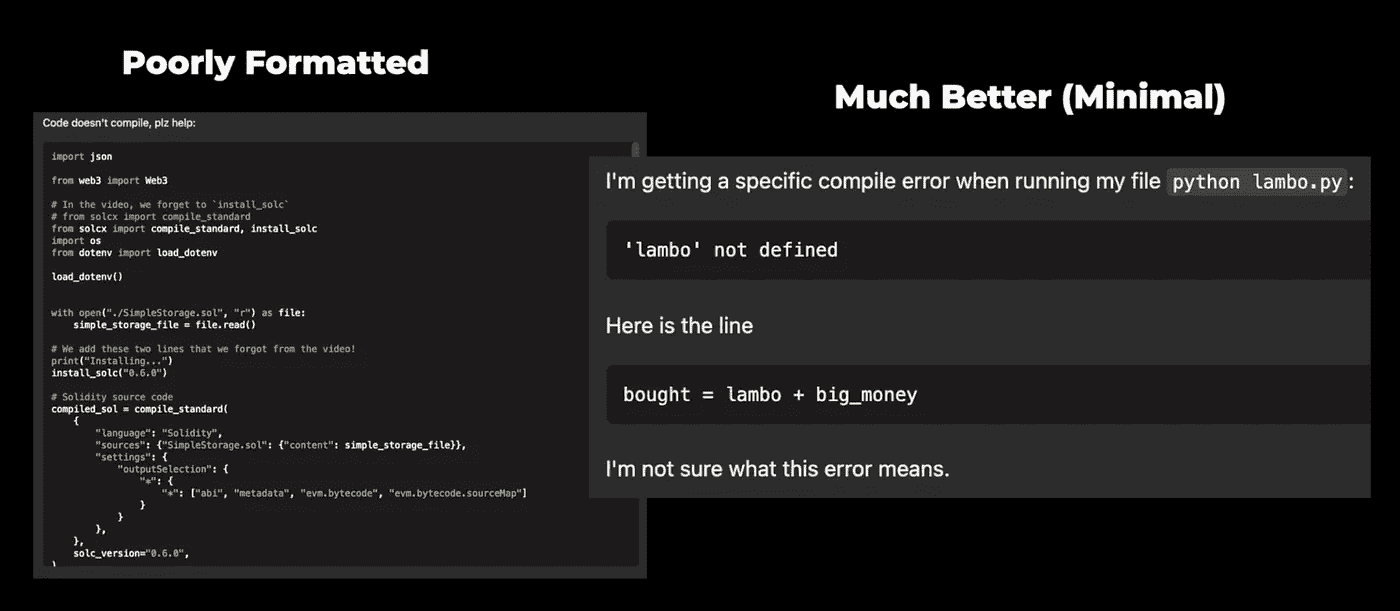 Poorly Formatted
Code doesn't compile, plz help:
import json
from web3 import Web3
# In the video, we forget to `install_solc`
# from solcx import compile_standard
from solcx import compile_standard, install_solc
import os
from dotenv import load_dotenv
load_dotenv()
with open("./SimpleStorage.sol", "r") as file:
    simple_storage_file = file.read()
# We add these two lines that we forgot from the video!
print("Installing...")
install_solc("0.6.0")
# Solidity source code
compiled_sol = compile_standard(
    {
        "language": "Solidity",
        "sources": {"SimpleStorage.sol": {"content": simple_storage_file}},
        "settings": {
            "outputSelection": {
                "*": {
                    "*": ["abi", "metadata", "evm.bytecode", "evm.bytecode.sourceMap"]
                }
            }
        },
    },
    solc_version="0.6.0",
)
Much Better (Minimal)
I'm getting a specific compile error when running my file python lambo.py:
'lambo' not defined
Here is the line
bought = lambo + big_money
I'm not sure what this error means.